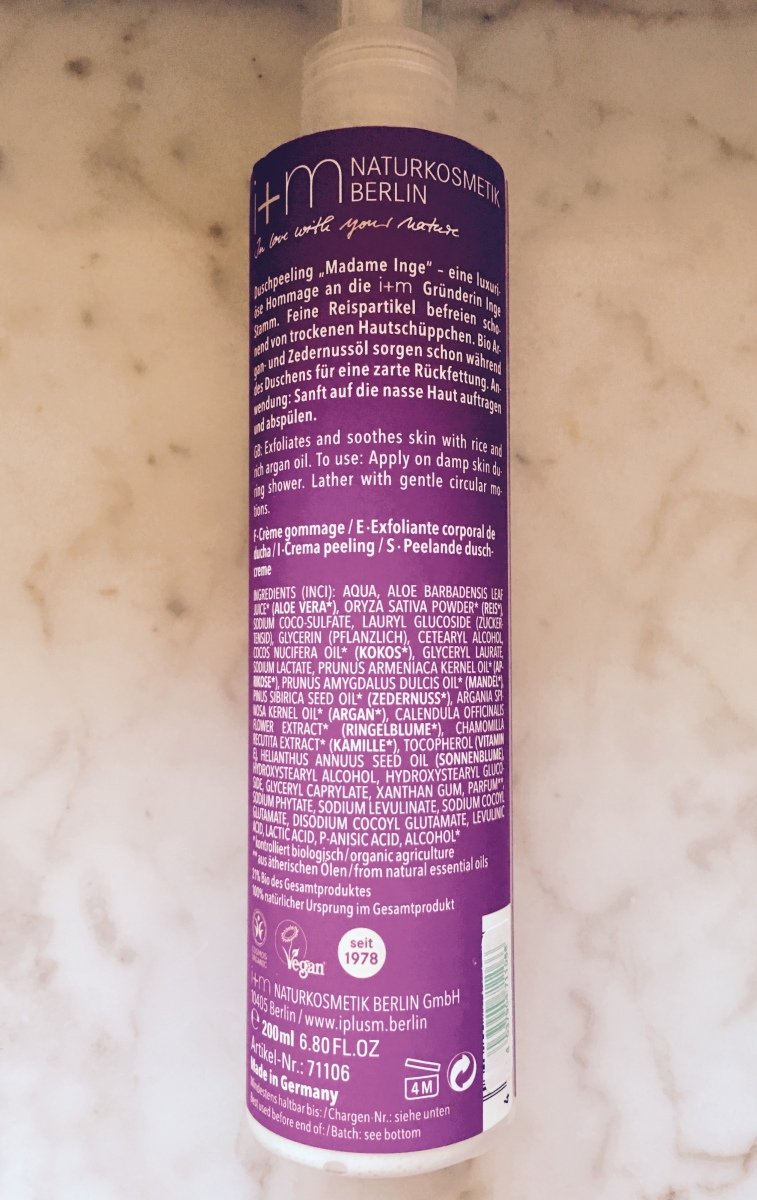 i+m NATURKOSMETIK
BERLIN
In love with your nature
Duschpeeling „Madame Inge“ – eine luxuri-
öse Hommage an die i+m Gründerin Inge
Stamm. Feine Reispartikel befreien scho-
nend von trockenen Hautschüppchen. Bio Ar-
gan- und Zedernussöl sorgen schon während
des Duschens für eine zarte Rückfettung. An-
wendung: Sanft auf die nasse Haut auftragen
und abspülen.
GB: Exfoliates and soothes skin with rice and
rich argan oil. To use: Apply on damp skin du-
ring shower. Lather with gentle circular mo-
tions.
F·Crème gommage / E·Exfoliante corporal de
ducha / I·Crema peeling / S·Peelande dusch-
creme
INGREDIENTS (INCI): AQUA, ALOE BARBADENSIS LEAF
JUICE* (ALOE VERA*), ORYZA SATIVA POWDER* (REIS*),
SODIUM COCO-SULFATE, LAURYL GLUCOSIDE (ZUCKER-
TENSID), GLYCERIN (PFLANZLICH), CETEARYL ALCOHOL,
COCOS NUCIFERA OIL* (KOKOS*), GLYCERYL LAURATE,
SODIUM LACTATE, PRUNUS ARMENIACA KERNEL OIL* (AP-
RIKOSE*), PRUNUS AMYGDALUS DULCIS OIL* (MANDEL*),
PINUS SIBIRICA SEED OIL* (ZEDERNUSS*), ARGANIA SPI-
NOSA KERNEL OIL* (ARGAN*), CALENDULA OFFICINALIS
FLOWER EXTRACT* (RINGELBLUME*), CHAMOMILLA
RECUTITA EXTRACT* (KAMILLE*), TOCOPHEROL (VITAMIN
E), HELIANTHUS ANNUUS SEED OIL (SONNENBLUME),
HYDROXYSTEARYL ALCOHOL, HYDROXYSTEARYL GLUCO-
SIDE, GLYCERYL CAPRYLATE, XANTHAN GUM, PARFUM**,
SODIUM PHYTATE, SODIUM LEVULINATE, SODIUM COCOYL
GLUTAMATE, DISODIUM COCOYL GLUTAMATE, LEVULINIC
ACID, LACTIC ACID, P-ANISIC ACID, ALCOHOL*
*kontrolliert biologisch / organic agriculture
** aus ätherischen Ölen / from natural essential oils
21% Bio des Gesamtproduktes
100% natürlicher Ursprung im Gesamtprodukt
COSMOS
ORGANIC
Vegan
seit
1978
i+m NATURKOSMETIK BERLIN GmbH
10405 Berlin / www.iplusm.berlin
℮ 200ml 6.80 FL.OZ
Artikel-Nr.: 71106
Made in Germany
4 M
Mindestens haltbar bis: / Chargen-Nr.: siehe unten
Best used before end of: / Batch: see bottom